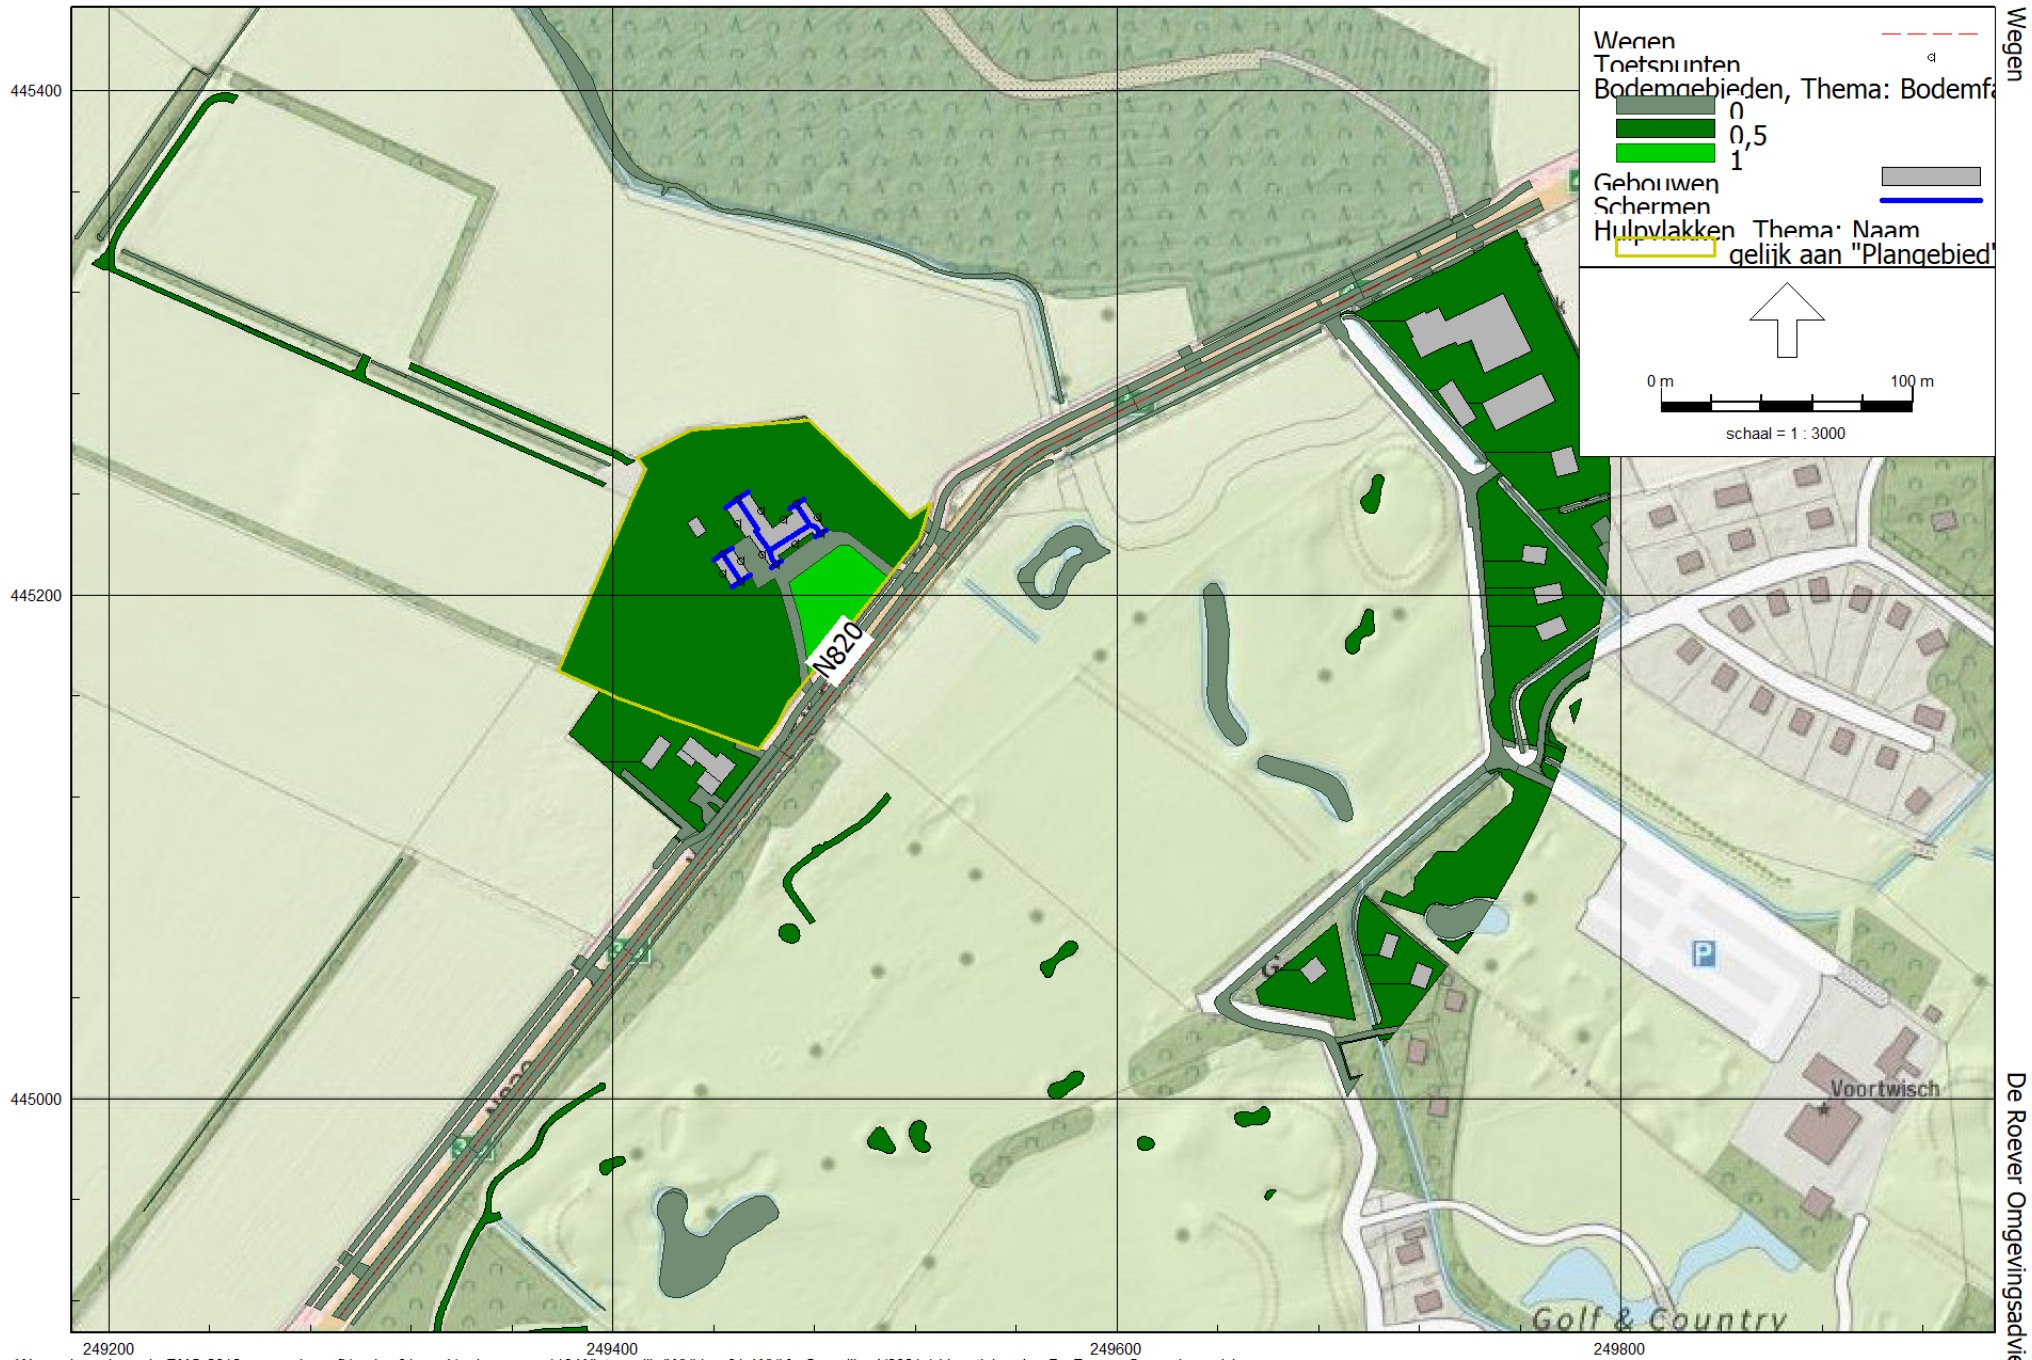 Wegen
Toetspunten
Bodemgebieden, Thema: Bodemfa
0
0,5
1
Gebouwen
Schermen
Hulpvlakken, Thema: Naam
gelijk aan "Plangebied"
0 m 100 m
schaal = 1 : 3000
Wegen
De Roever Omgevingsadvie
445400
445200
445000
249200 249400 249600 249800
N820
Voortwisch
Golf & Country
P